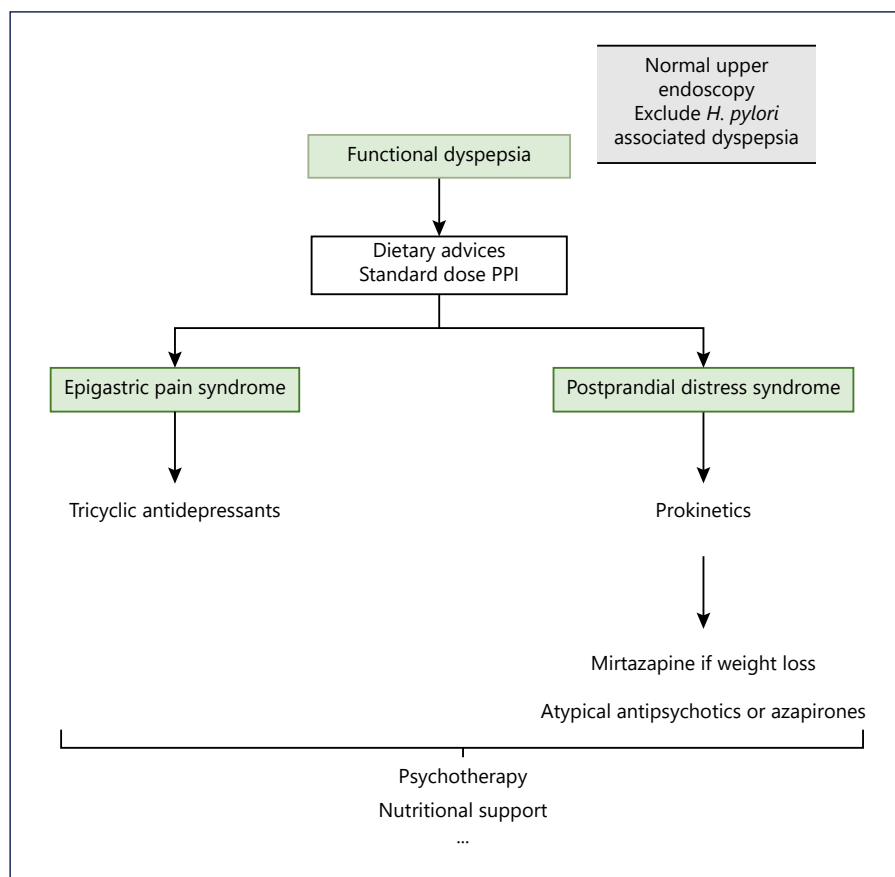 Normal upper
endoscopy
Exclude H. pylori
associated dyspepsia
Functional dyspepsia
Dietary advices
Standard dose PPI
Epigastric pain syndrome
Postprandial distress syndrome
Tricyclic antidepressants
Prokinetics
Mirtazapine if weight loss
Atypical antipsychotics or azapirones
Psychotherapy
Nutritional support
...